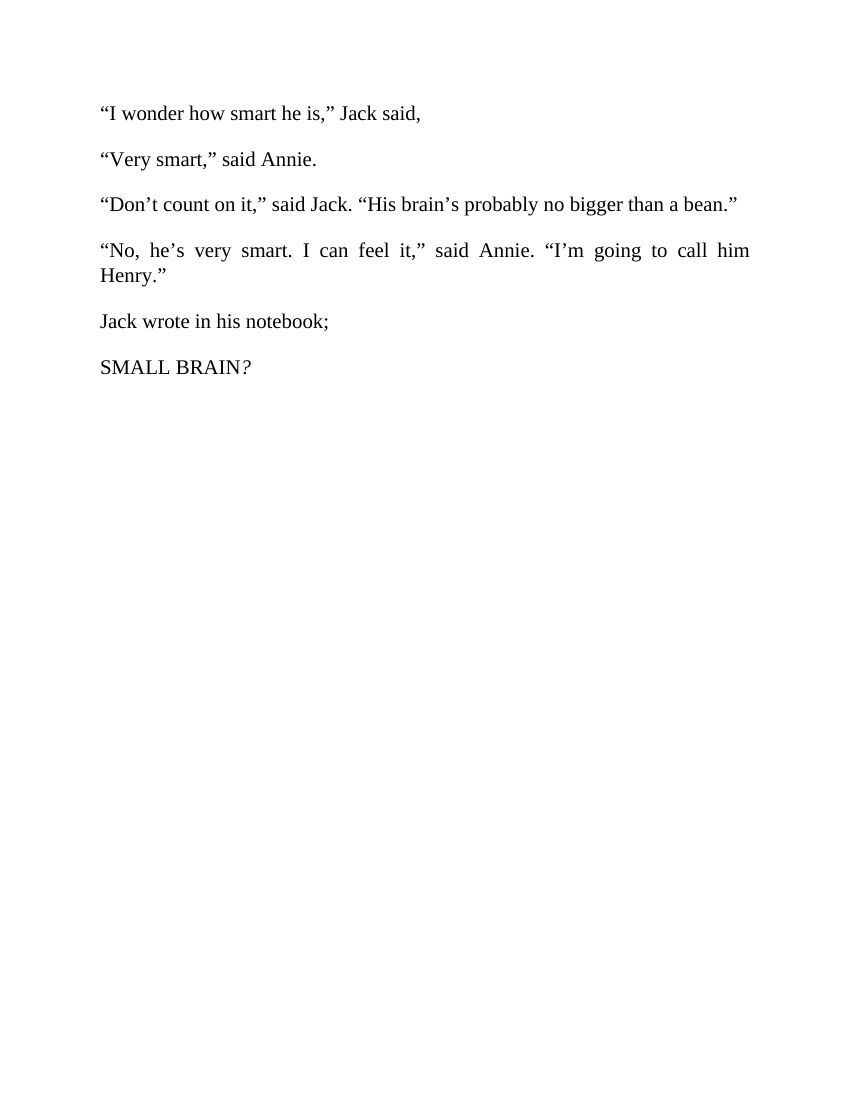 “I wonder how smart he is,” Jack said,
“Very smart,” said Annie.
“Don’t count on it,” said Jack. “His brain’s probably no bigger than a bean.”
“No, he’s very smart. I can feel it,” said Annie. “I’m going to call him
Henry.”
Jack wrote in his notebook;
SMALL BRAIN?